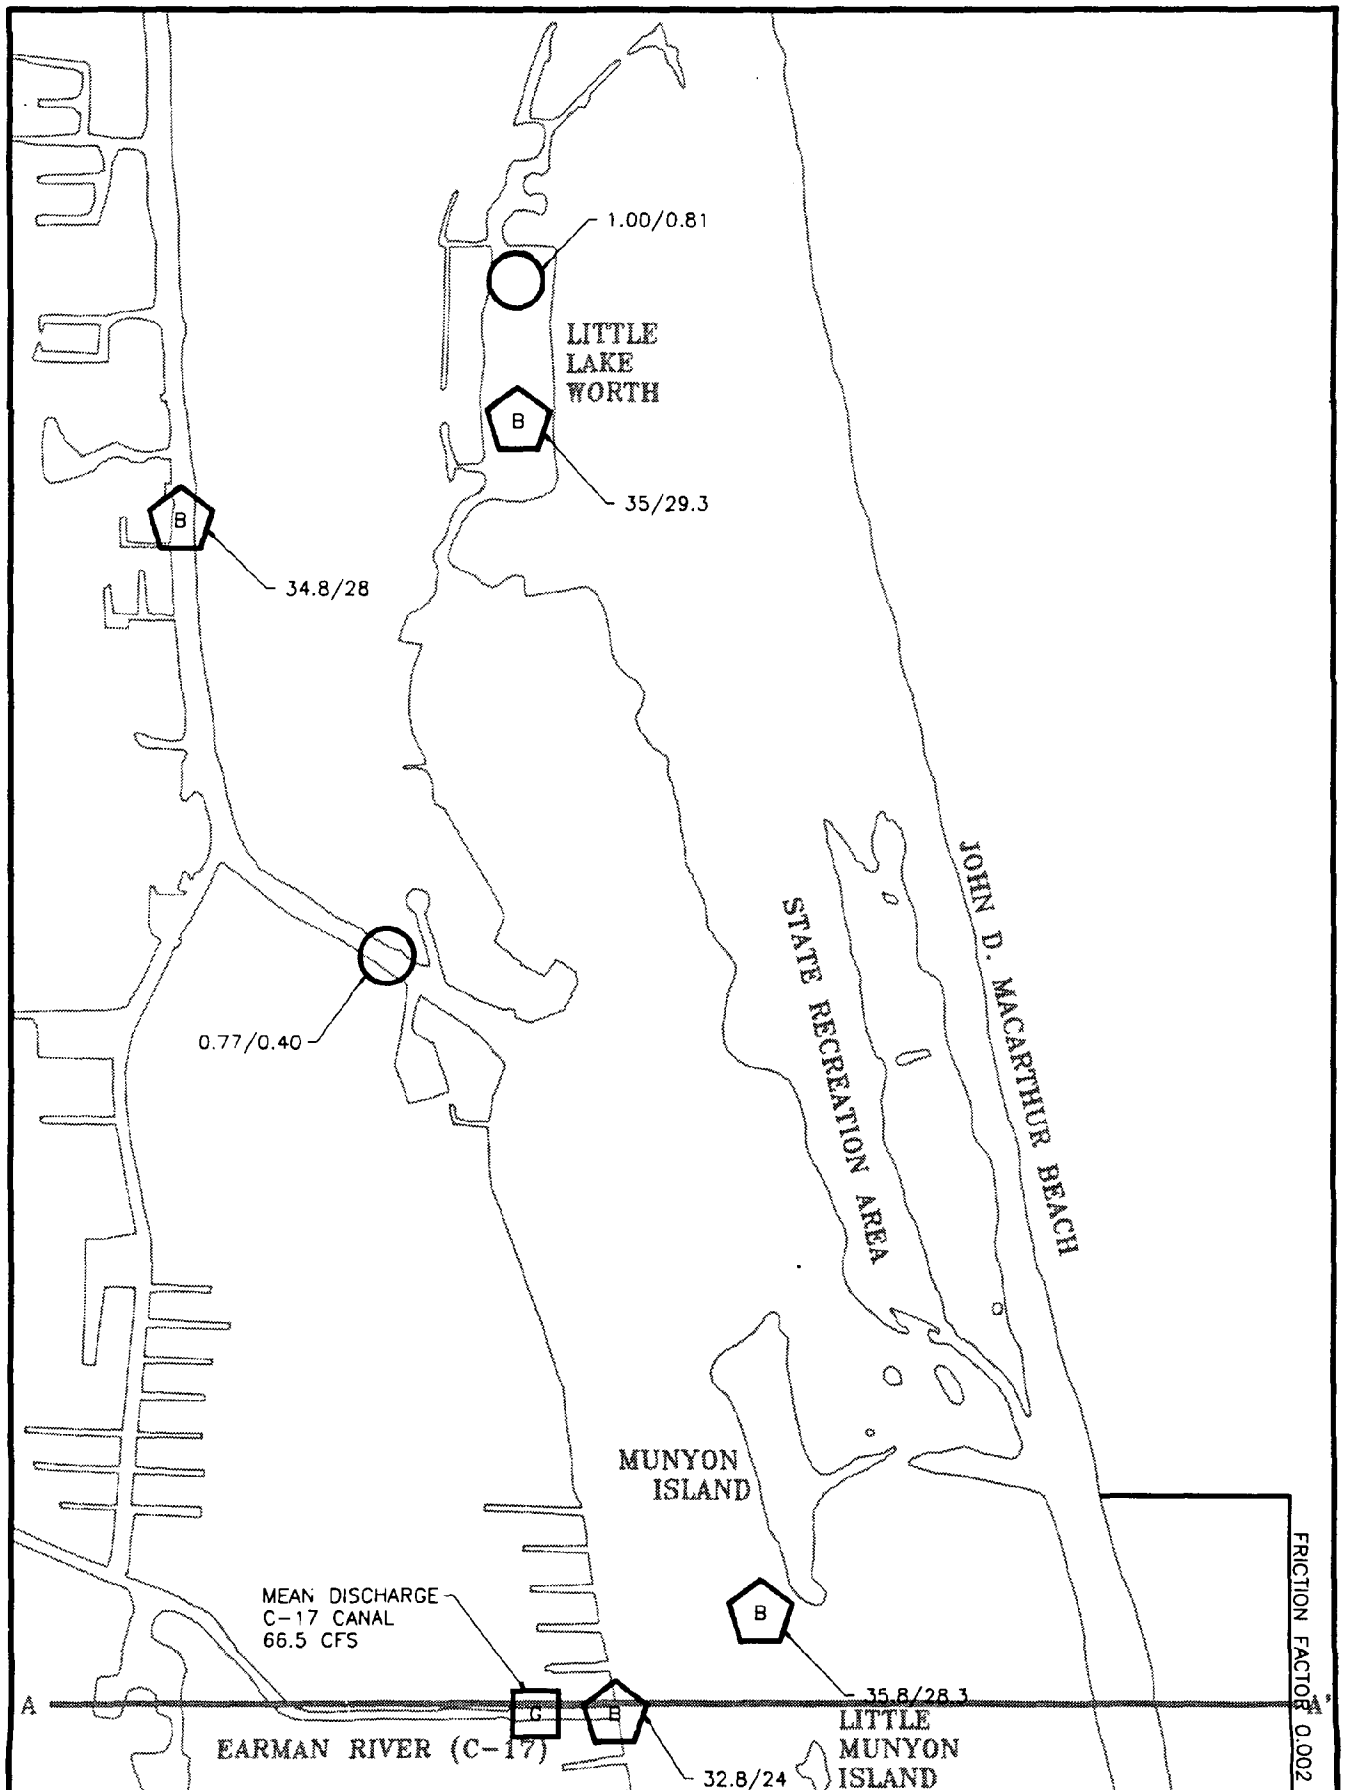 1.00/0.81
LITTLE
LAKE
WORTH
B
35/29.3
B
34.8/28
JOHN D. MACARTHUR BEACH
STATE RECREATION AREA
0.77/0.40
MUNYON
ISLAND
FRICTION FACTOR 0.002
MEAN DISCHARGE
C-17 CANAL
66.5 CFS
B
35.8/28.3
A
G
B
A'
LITTLE
MUNYON
ISLAND
EARMAN RIVER (C-17)
32.8/24